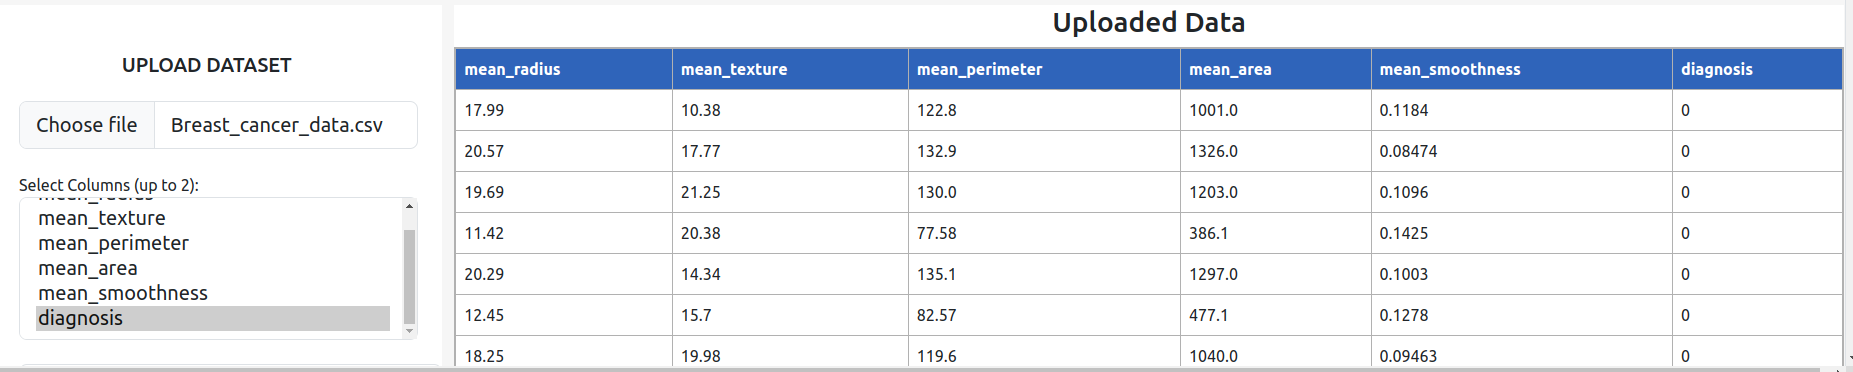 UPLOAD DATASET
Choose file Breast_cancer_data.csv
Select Columns (up to 2):
mean_radius
mean_texture
mean_perimeter
mean_area
mean_smoothness
diagnosis
Uploaded Data
mean_radius mean_texture mean_perimeter mean_area mean_smoothness diagnosis
17.99 10.38 122.8 1001.0 0.1184 0
20.57 17.77 132.9 1326.0 0.08474 0
19.69 21.25 130.0 1203.0 0.1096 0
11.42 20.38 77.58 386.1 0.1425 0
20.29 14.34 135.1 1297.0 0.1003 0
12.45 15.7 82.57 477.1 0.1278 0
18.25 19.98 119.6 1040.0 0.09463 0